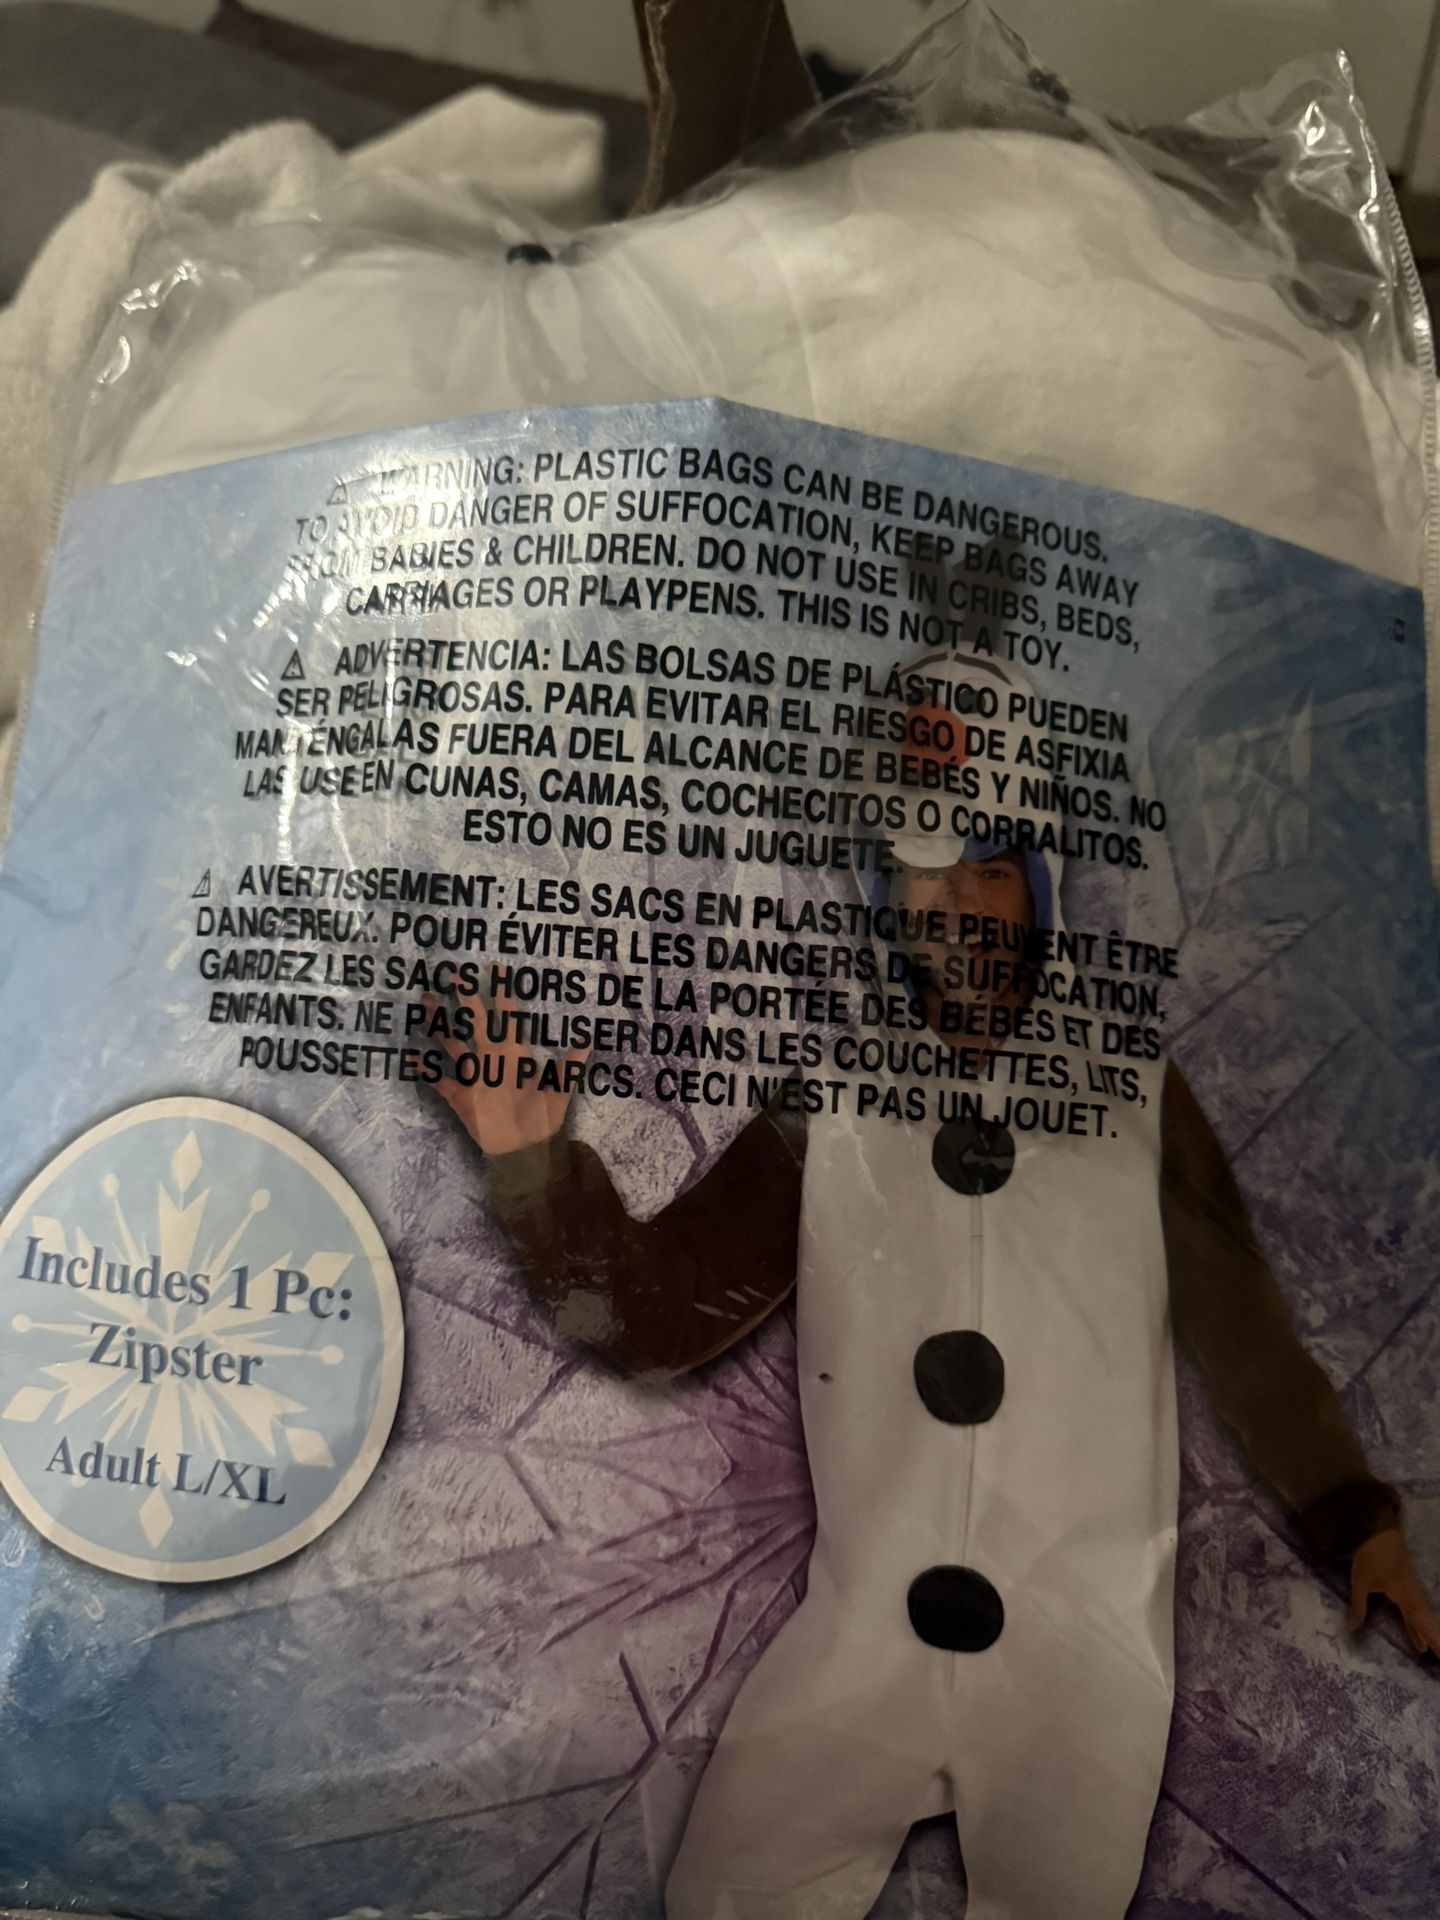 ⚠ WARNING: PLASTIC BAGS CAN BE DANGEROUS.
TO AVOID DANGER OF SUFFOCATION, KEEP BAGS AWAY
FROM BABIES & CHILDREN. DO NOT USE IN CRIBS, BEDS,
CARRIAGES OR PLAYPENS. THIS IS NOT A TOY.
⚠ ADVERTENCIA: LAS BOLSAS DE PLÁSTICO PUEDEN
SER PELIGROSAS. PARA EVITAR EL RIESGO DE ASFIXIA
MANTÉNGALAS FUERA DEL ALCANCE DE BEBÉS Y NIÑOS. NO
LAS USE EN CUNAS, CAMAS, COCHECITOS O CORRALITOS.
ESTO NO ES UN JUGUETE.
⚠ AVERTISSEMENT: LES SACS EN PLASTIQUE PEUVENT ÊTRE
DANGEREUX. POUR ÉVITER LES DANGERS DE SUFFOCATION,
GARDEZ LES SACS HORS DE LA PORTÉE DES BÉBÉS ET DES
ENFANTS. NE PAS UTILISER DANS LES COUCHETTES, LITS,
POUSSETTES OU PARCS. CECI N'EST PAS UN JOUET.
Includes 1 Pc:
Zipster
Adult L/XL